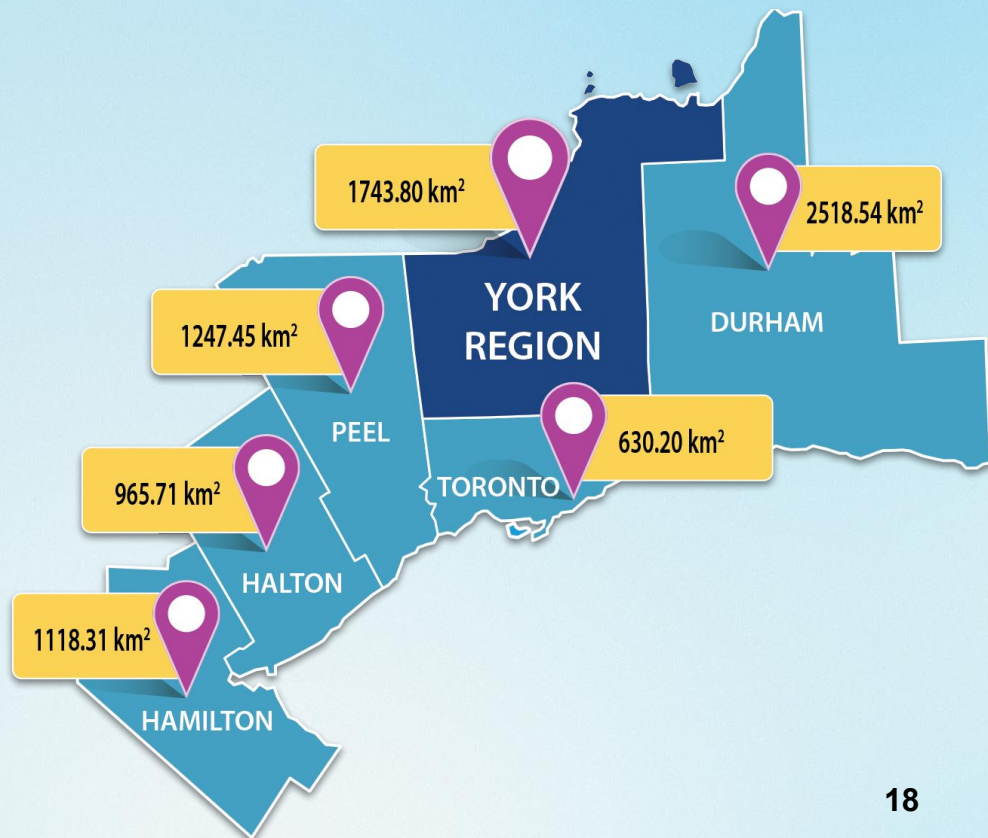 1743.80 km²
2518.54 km²
YORK
REGION
DURHAM
1247.45 km²
PEEL
630.20 km²
965.71 km²
TORONTO
HALTON
1118.31 km²
HAMILTON
18